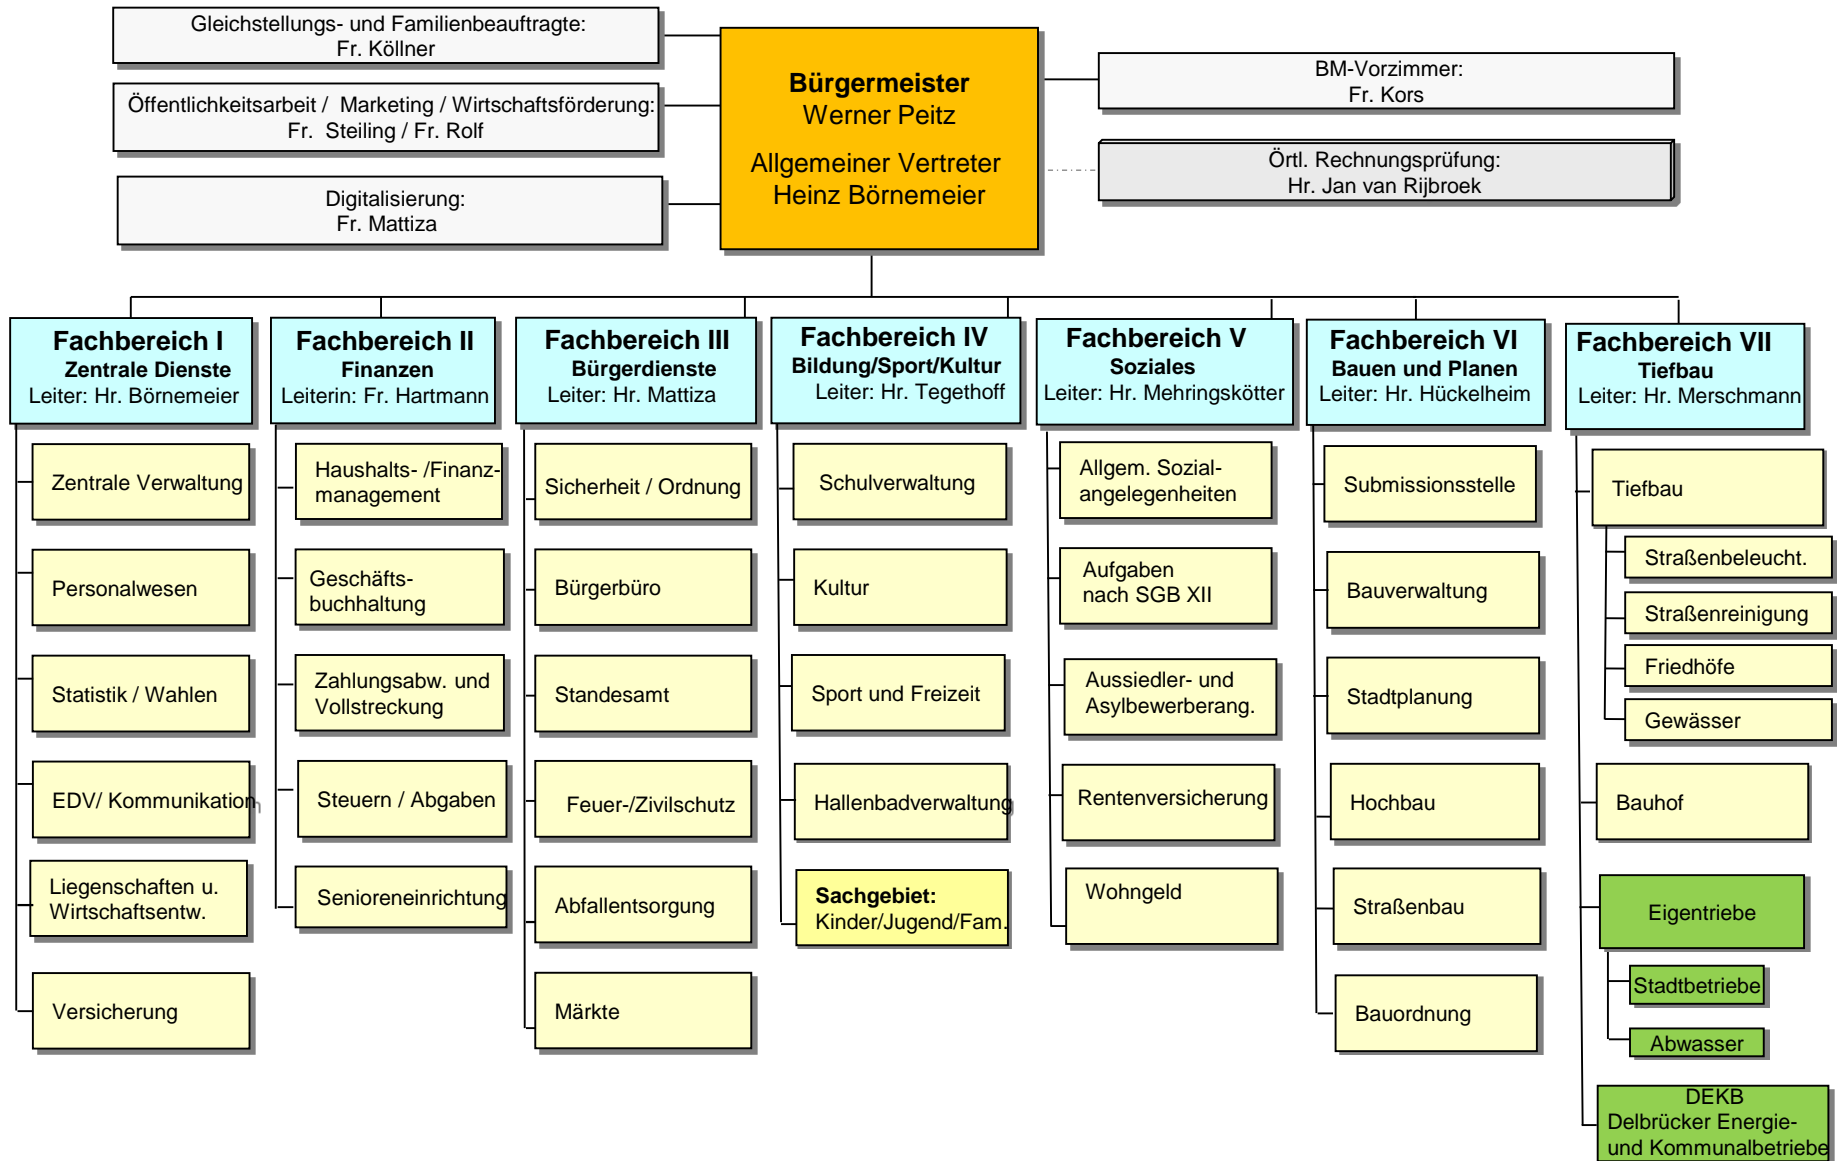 Gleichstellungs- und Familienbeauftragte:
Fr. Köllner
Öffentlichkeitsarbeit / Marketing / Wirtschaftsförderung:
Fr. Steiling / Fr. Rolf
Digitalisierung:
Fr. Mattiza
Bürgermeister
Werner Peitz
Allgemeiner Vertreter
Heinz Börnemeier
BM-Vorzimmer:
Fr. Kors
Örtl. Rechnungsprüfung:
Hr. Jan van Rijbroek
Fachbereich I
Zentrale Dienste
Leiter: Hr. Börnemeier
Zentrale Verwaltung
Personalwesen
Statistik / Wahlen
EDV/ Kommunikation
Liegenschaften u.
Wirtschaftsentw.
Versicherung
Fachbereich II
Finanzen
Leiterin: Fr. Hartmann
Haushalts- /Finanz-
management
Geschäfts-
buchhaltung
Zahlungsabw. und
Vollstreckung
Steuern / Abgaben
Senioreneinrichtung
Fachbereich III
Bürgerdienste
Leiter: Hr. Mattiza
Sicherheit / Ordnung
Bürgerbüro
Standesamt
Feuer-/Zivilschutz
Abfallentsorgung
Märkte
Fachbereich IV
Bildung/Sport/Kultur
Leiter: Hr. Tegethoff
Schulverwaltung
Kultur
Sport und Freizeit
Hallenbadverwaltung
Sachgebiet:
Kinder/Jugend/Fam.
Fachbereich V
Soziales
Leiter: Hr. Mehringskötter
Allgem. Sozial-
angelegenheiten
Aufgaben
nach SGB XII
Aussiedler- und
Asylbewerberang.
Rentenversicherung
Wohngeld
Fachbereich VI
Bauen und Planen
Leiter: Hr. Hückelheim
Submissionsstelle
Bauverwaltung
Stadtplanung
Hochbau
Straßenbau
Bauordnung
Fachbereich VII
Tiefbau
Leiter: Hr. Merschmann
Tiefbau
Straßenbeleucht.
Straßenreinigung
Friedhöfe
Gewässer
Bauhof
Eigentriebe
Stadtbetriebe
Abwasser
DEKB
Delbrücker Energie-
und Kommunalbetriebe